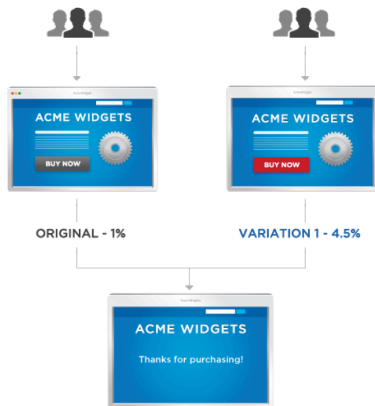 ACME WIDGETS
BUY NOW
ORIGINAL - 1%
ACME WIDGETS
BUY NOW
VARIATION 1 - 4.5%
ACME WIDGETS
Thanks for purchasing!